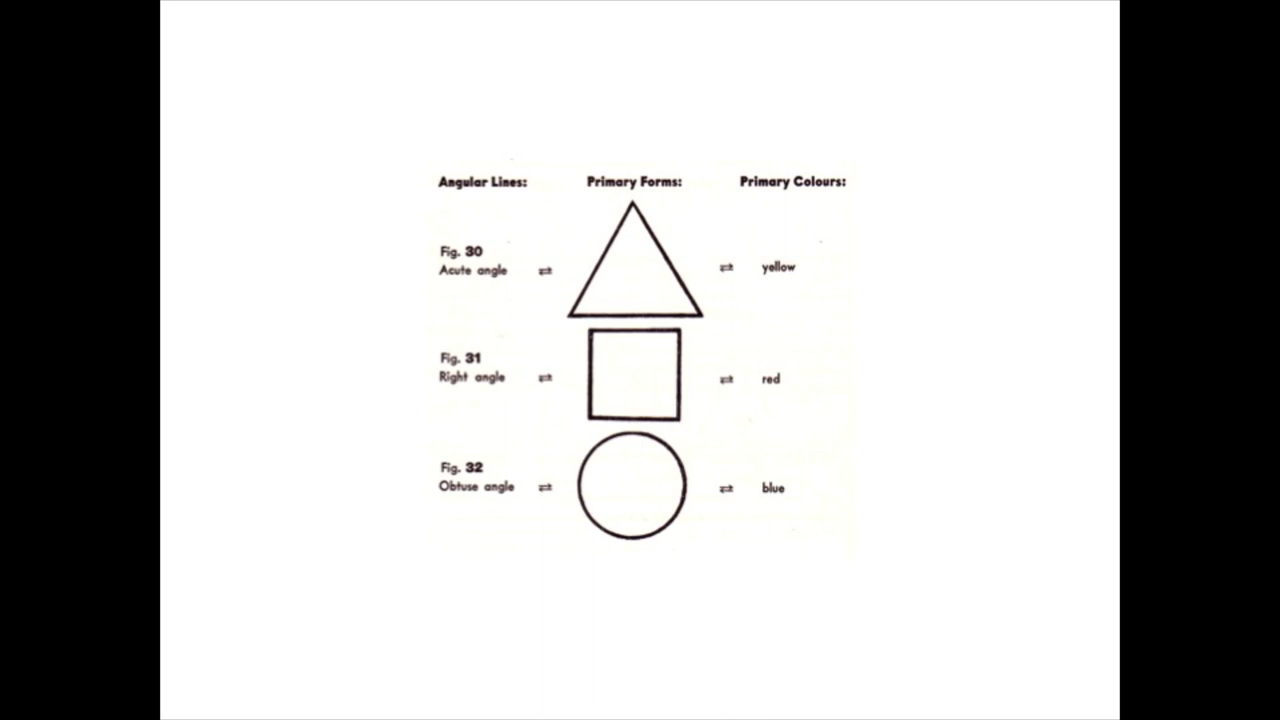 Angular Lines: Primary Forms: Primary Colours:
Fig. 30
Acute angle ⇄ ⇄ yellow
Fig. 31
Right angle ⇄ ⇄ red
Fig. 32
Obtuse angle ⇄ ⇄ blue